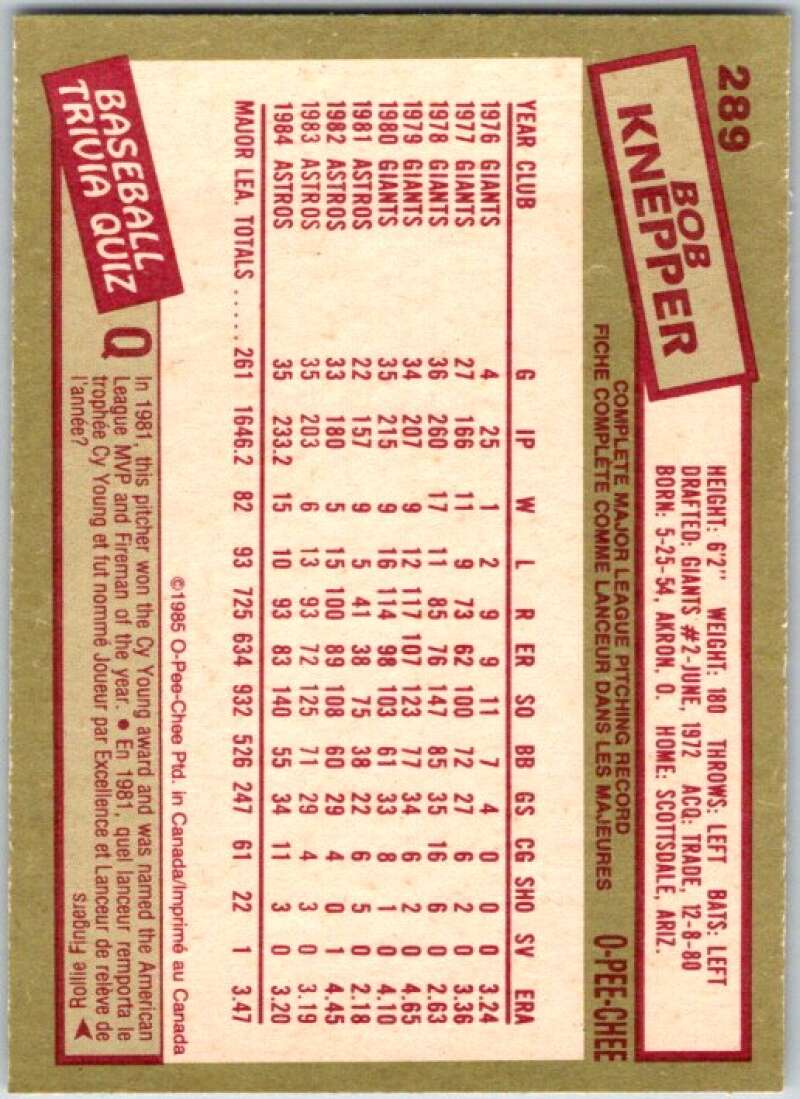 289
BOB
KNEPPER
HEIGHT: 6'2" WEIGHT: 180 THROWS: LEFT BATS: LEFT
DRAFTED: GIANTS #2-JUNE, 1972 ACQ: TRADE, 12-8-80
BORN: 5-25-54, AKRON, O. HOME: SCOTTSDALE, ARIZ.
COMPLETE MAJOR LEAGUE PITCHING RECORD
FICHE COMPLÈTE COMME LANCEUR DANS LES MAJEURES
O-PEE-CHEE
YEAR CLUB G IP W L R ER SO BB GS CG SHO SV ERA
1976 GIANTS 4 25 1 2 9 9 11 7 4 0 0 0 3.24
1977 GIANTS 27 166 11 9 73 62 100 72 27 6 2 0 3.36
1978 GIANTS 36 260 17 11 85 76 147 85 35 16 6 0 2.63
1979 GIANTS 34 207 9 12 117 107 123 77 34 6 2 0 4.65
1980 GIANTS 35 215 9 16 114 98 103 61 33 8 1 0 4.10
1981 ASTROS 22 157 9 5 41 38 75 38 22 6 5 0 2.18
1982 ASTROS 33 180 5 15 100 89 108 60 29 4 0 1 4.45
1983 ASTROS 35 203 6 13 93 72 125 71 29 4 3 0 3.19
1984 ASTROS 35 233.2 15 10 93 83 140 55 34 11 3 0 3.20
MAJOR LEA. TOTALS ..... 261 1646.2 82 93 725 634 932 526 247 61 22 1 3.47
©1985 O-Pee-Chee Ptd. in Canada/Imprimé au Canada
BASEBALL
TRIVIA QUIZ
Q
In 1981, this pitcher won the Cy Young award and was named the American
League MVP and Fireman of the year. ● En 1981, quel lanceur remporta le
trophée Cy Young et fut nommé Joueur par Excellence et Lanceur de relève de
l'année?
Rollie Fingers